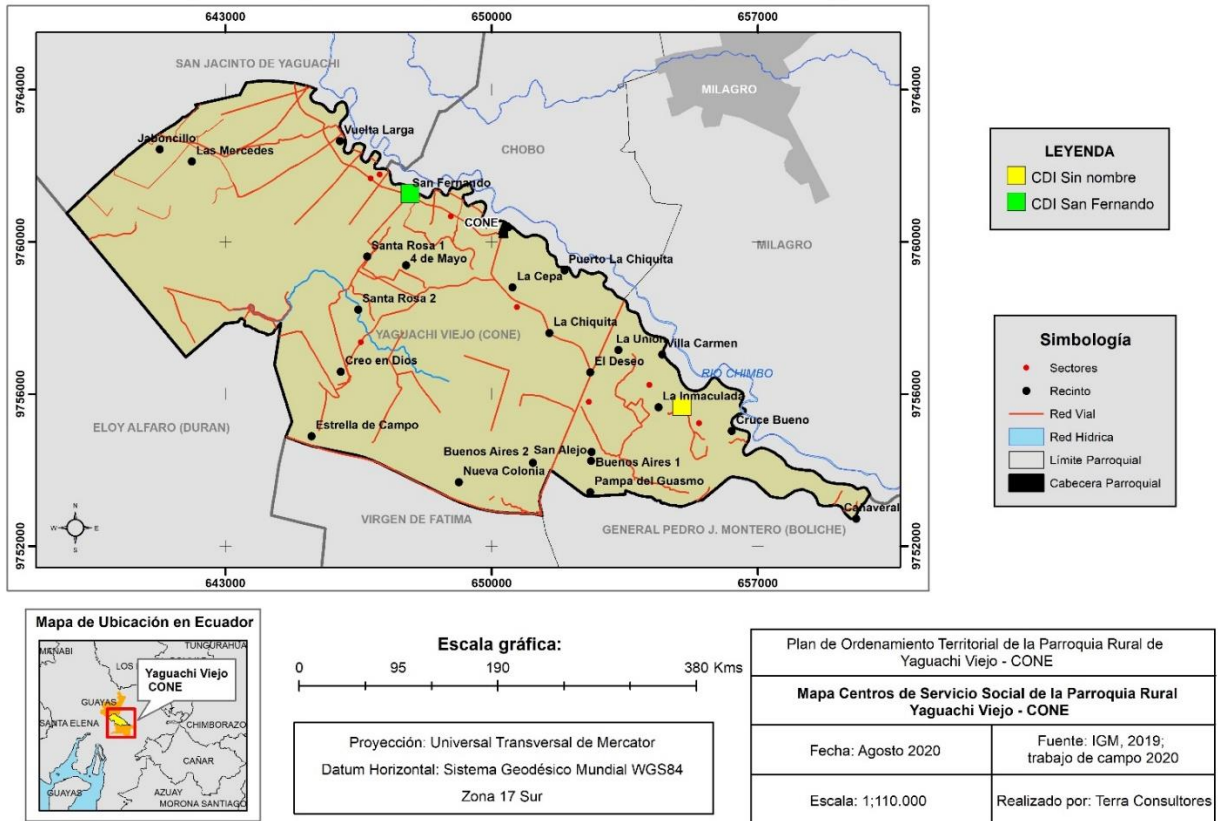 643000 650000 657000
SAN JACINTO DE YAGUACHI
9764000
MILAGRO
9764000
Vuelta Larga
Jaboncillo
Las Mercedes
CHOBO
San Fernando
CONE
9760000
MILAGRO
9760000
Santa Rosa 1
4 de Mayo
Puerto La Chiquita
La Cepa
Santa Rosa 2
YAGUACHI VIEJO (CONE)
La Chiquita
La Unión
Villa Carmen
Creo en Dios
El Deseo
RIO CHIMBO
9756000
La Inmaculada
9756000
ELOY ALFARO (DURAN)
Estrella de Campo
Cruce Bueno
Buenos Aires 2
San Alejo
Nueva Colonia
Buenos Aires 1
Pampa del Guasmo
VIRGEN DE FATIMA
GENERAL PEDRO J. MONTERO (BOLICHE)
Cañaveral
9752000
9752000
N
W E
S
643000 650000 657000
LEYENDA
CDI Sin nombre
CDI San Fernando
Simbología
Sectores
Recinto
Red Vial
Red Hídrica
Límite Parroquial
Cabecera Parroquial
Mapa de Ubicación en Ecuador
MANABI
TUNGURAHUA
LOS
Yaguachi Viejo
CONE
GUAYAS
SANTA ELENA
CHIMBORAZO
CAÑAR
GUAYAS
AZUAY
MORONA SANTIAGO
Escala gráfica:
0 95 190 380 Kms
Proyección: Universal Transversal de Mercator
Datum Horizontal: Sistema Geodésico Mundial WGS84
Zona 17 Sur
Plan de Ordenamiento Territorial de la Parroquia Rural de
Yaguachi Viejo - CONE
Mapa Centros de Servicio Social de la Parroquia Rural
Yaguachi Viejo - CONE
Fecha: Agosto 2020
Fuente: IGM, 2019;
trabajo de campo 2020
Escala: 1;110.000
Realizado por: Terra Consultores